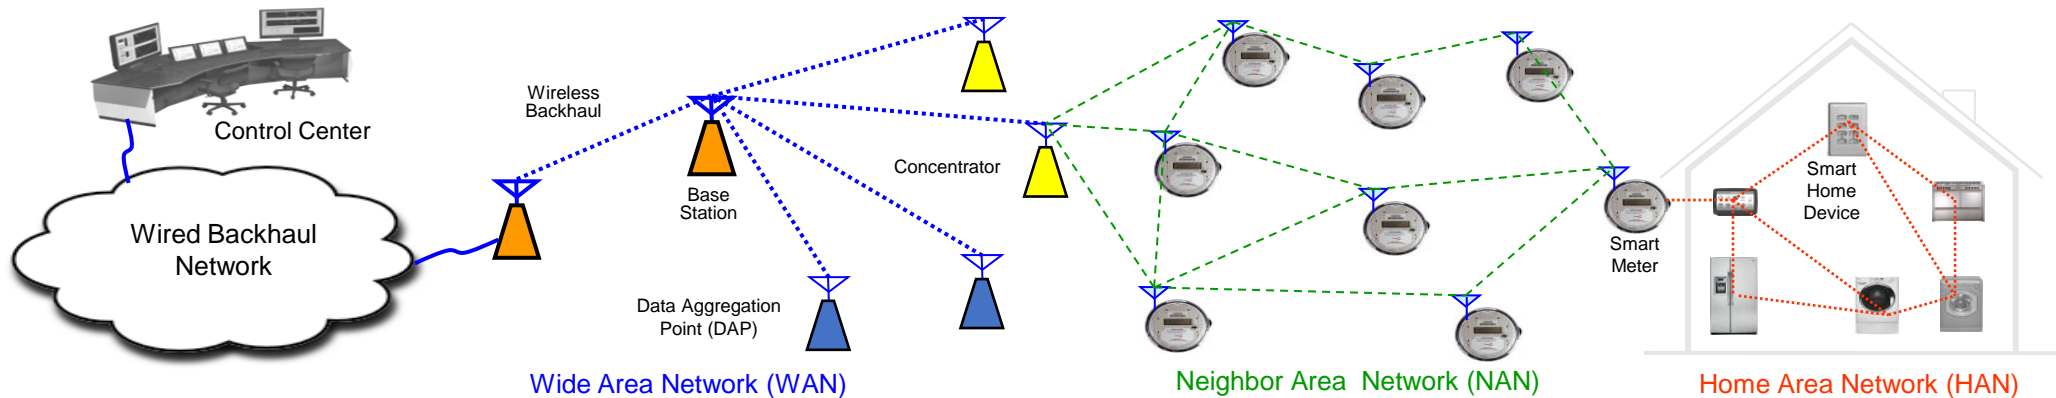 Control Center
Wired Backhaul
Network
Wireless
Backhaul
Base
Station
Concentrator
Data Aggregation
Point (DAP)
Wide Area Network (WAN)
Neighbor Area Network (NAN)
Smart
Meter
Smart
Home
Device
Home Area Network (HAN)